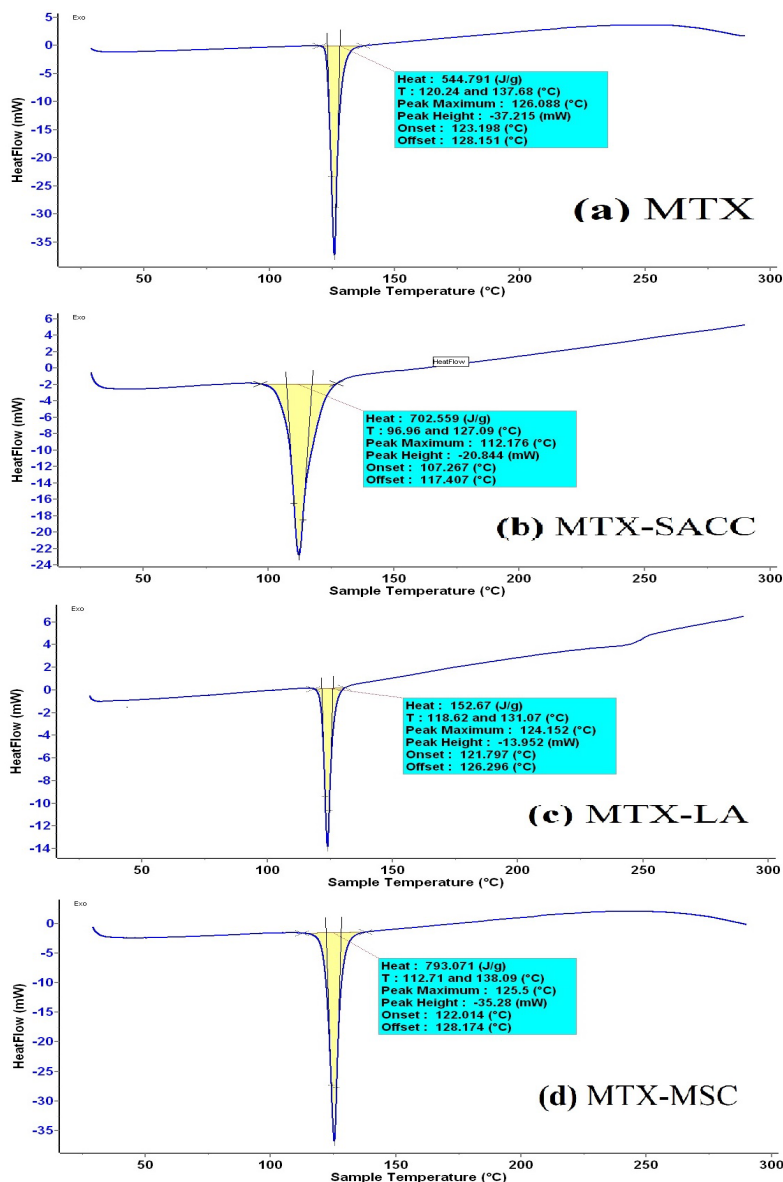 Exo
5
0
-5
-10
-15
-20
-25
-30
-35
HeatFlow (mW)
Heat : 544.791 (J/g)
T : 120.24 and 137.68 (°C)
Peak Maximum : 126.088 (°C)
Peak Height : -37.215 (mW)
Onset : 123.198 (°C)
Offset : 128.151 (°C)
(a) MTX
50 100 150 200 250 300
Sample Temperature (°C)
Exo
6
4
2
0
-2
-4
-6
-8
-10
-12
-14
-16
-18
-20
-22
-24
HeatFlow (mW)
HeatFlow
Heat : 702.559 (J/g)
T : 96.96 and 127.09 (°C)
Peak Maximum : 112.176 (°C)
Peak Height : -20.844 (mW)
Onset : 107.267 (°C)
Offset : 117.407 (°C)
(b) MTX-SACC
50 100 150 200 250 300
Sample Temperature (°C)
Exo
6
4
2
0
-2
-4
-6
-8
-10
-12
-14
HeatFlow (mW)
Heat : 152.67 (J/g)
T : 118.62 and 131.07 (°C)
Peak Maximum : 124.152 (°C)
Peak Height : -13.952 (mW)
Onset : 121.797 (°C)
Offset : 126.296 (°C)
(c) MTX-LA
50 100 150 200 250 300
Sample Temperature (°C)
Exo
0
-5
-10
-15
-20
-25
-30
-35
HeatFlow (mW)
Heat : 793.071 (J/g)
T : 112.71 and 138.09 (°C)
Peak Maximum : 125.5 (°C)
Peak Height : -35.28 (mW)
Onset : 122.014 (°C)
Offset : 128.174 (°C)
(d) MTX-MSC
50 100 150 200 250 300
Sample Temperature (°C)